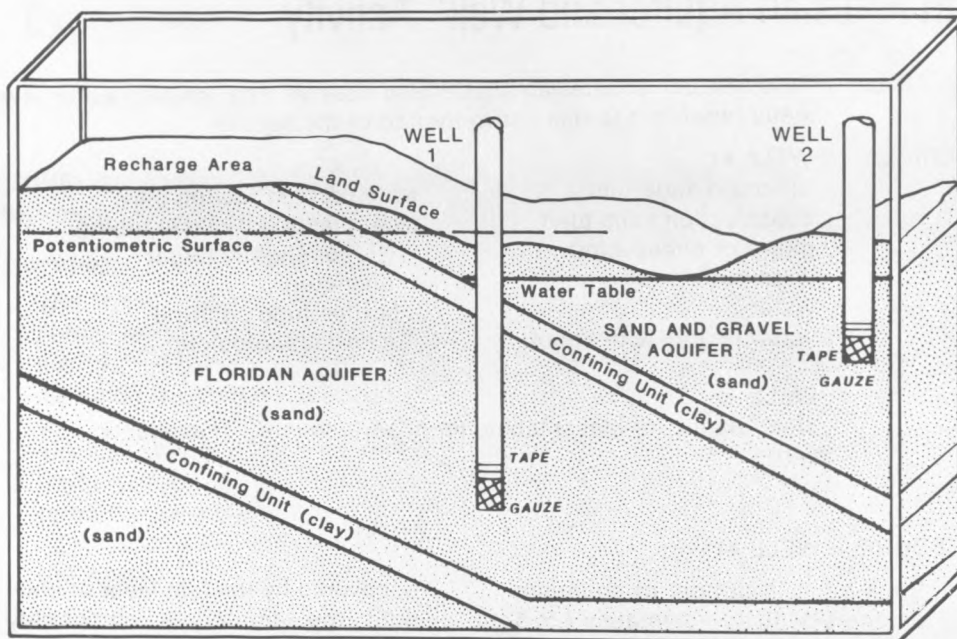 WELL
1
WELL
2
Recharge Area
Land Surface
Potentiometric Surface
Water Table
SAND AND GRAVEL
AQUIFER
(sand)
TAPE
GAUZE
FLORIDAN AQUIFER
(sand)
Confining Unit (clay)
TAPE
GAUZE
Confining Unit (clay)
(sand)